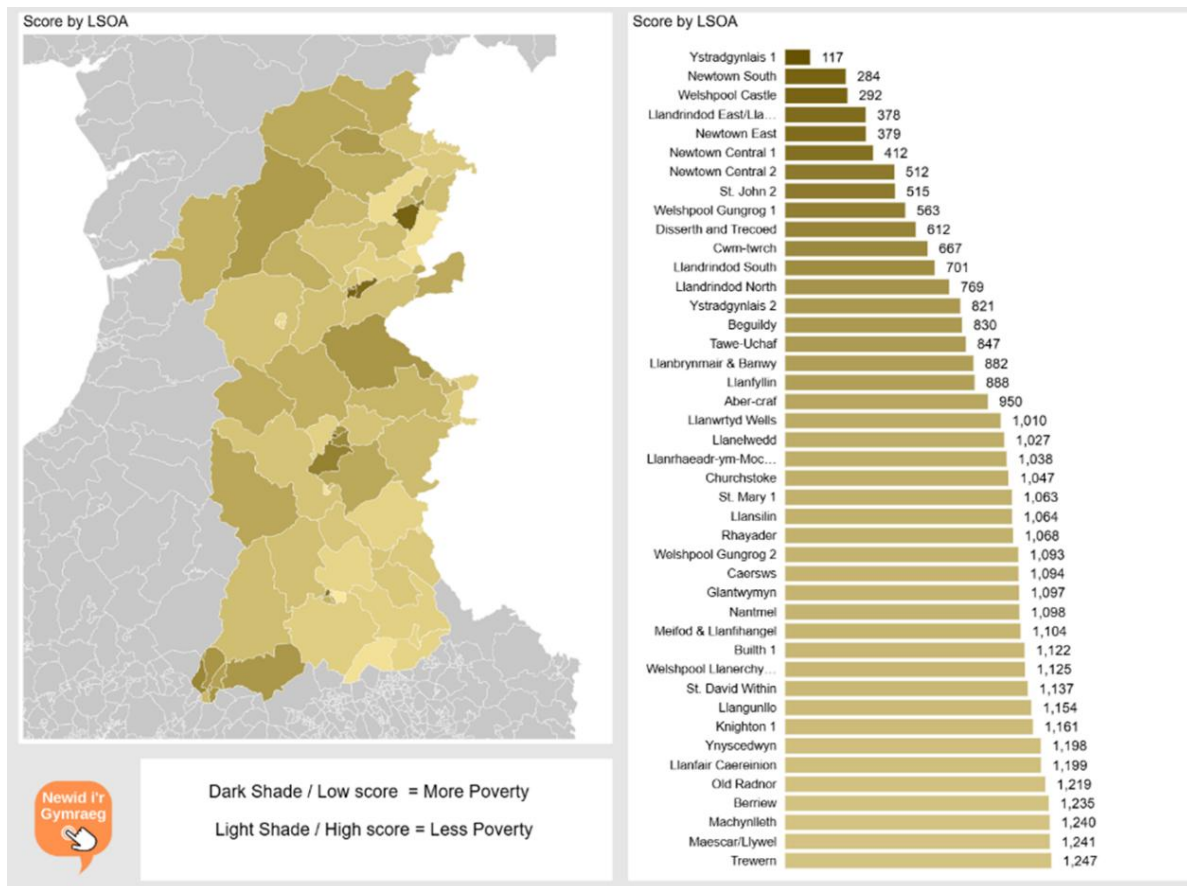 Score by LSOA
Newid i'r
Gymraeg
Dark Shade / Low score = More Poverty
Light Shade / High score = Less Poverty
Score by LSOA
Ystradgynlais 1 117
Newtown South 284
Welshpool Castle 292
Llandrindod East/Lla... 378
Newtown East 379
Newtown Central 1 412
Newtown Central 2 512
St. John 2 515
Welshpool Gungrog 1 563
Disserth and Trecoed 612
Cwm-twrch 667
Llandrindod South 701
Llandrindod North 769
Ystradgynlais 2 821
Beguildy 830
Tawe-Uchaf 847
Llanbrynmair & Banwy 882
Llanfyllin 888
Aber-craf 950
Llanwrtyd Wells 1,010
Llanelwedd 1,027
Llanrhaeadr-ym-Moc... 1,038
Churchstoke 1,047
St. Mary 1 1,063
Llansilin 1,064
Rhayader 1,068
Welshpool Gungrog 2 1,093
Caersws 1,094
Glantwymyn 1,097
Nantmel 1,098
Meifod & Llanfihangel 1,104
Builth 1 1,122
Welshpool Llanerchy... 1,125
St. David Within 1,137
Llangunllo 1,154
Knighton 1 1,161
Ynyscedwyn 1,198
Llanfair Caereinion 1,199
Old Radnor 1,219
Berriew 1,235
Machynlleth 1,240
Maescar/Llywel 1,241
Trewern 1,247